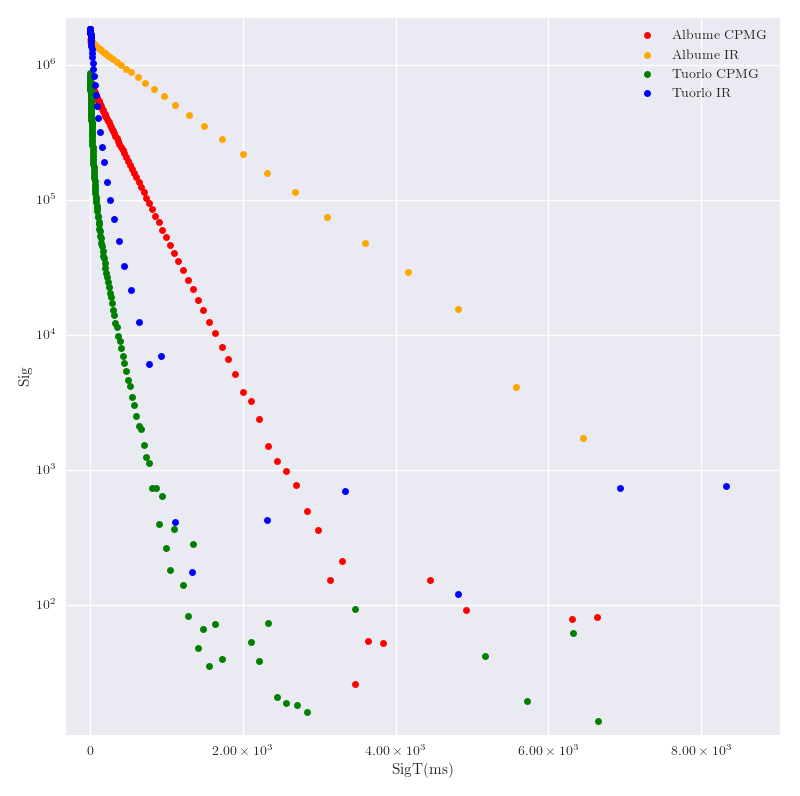 Albume CPMG
Albume IR
Tuorlo CPMG
Tuorlo IR
Sig
10^6
10^5
10^4
10^3
10^2
0
2.00 × 10^3
4.00 × 10^3
6.00 × 10^3
8.00 × 10^3
SigT(ms)